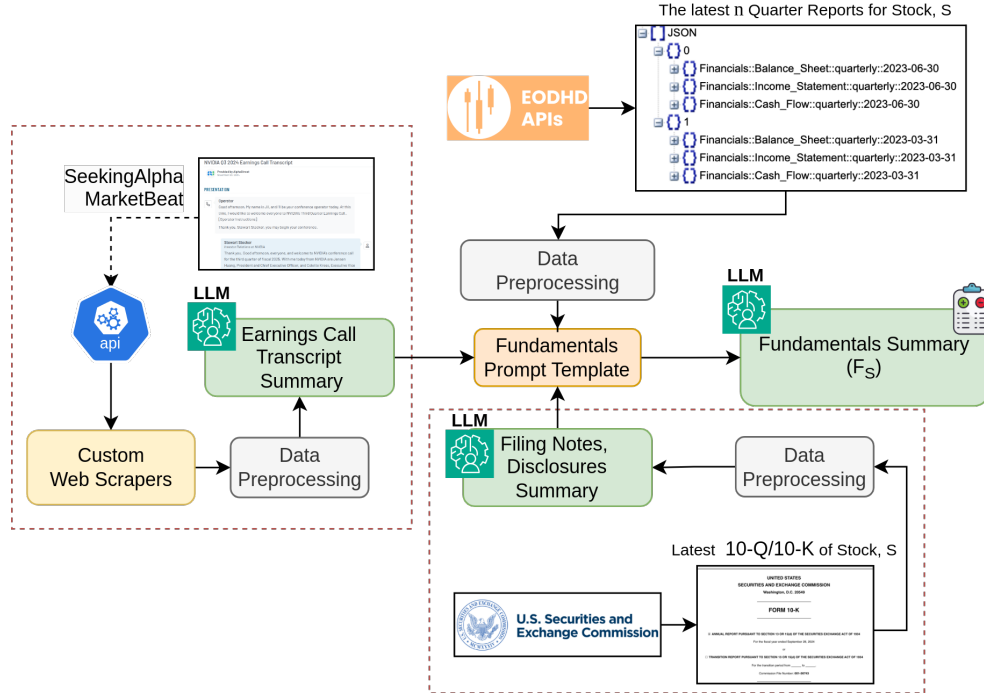 The latest n Quarter Reports for Stock, S
JSON
0
Financials::Balance_Sheet::quarterly::2023-06-30
Financials::Income_Statement::quarterly::2023-06-30
Financials::Cash_Flow::quarterly::2023-06-30
1
Financials::Balance_Sheet::quarterly::2023-03-31
Financials::Income_Statement::quarterly::2023-03-31
Financials::Cash_Flow::quarterly::2023-03-31
EODHD
APIs
SeekingAlpha
MarketBeat
NVIDIA Q3 2024 Earnings Call Transcript
PRESENTATION
Operator
api
LLM
Earnings Call
Transcript
Summary
Custom
Web Scrapers
Data
Preprocessing
Data
Preprocessing
Fundamentals
Prompt Template
LLM
Fundamentals Summary
(F_S)
LLM
Filing Notes,
Disclosures
Summary
Data
Preprocessing
Latest 10-Q/10-K of Stock, S
U.S. Securities and
Exchange Commission
UNITED STATES
SECURITIES AND EXCHANGE COMMISSION
Washington, D.C. 20549
FORM 10-K